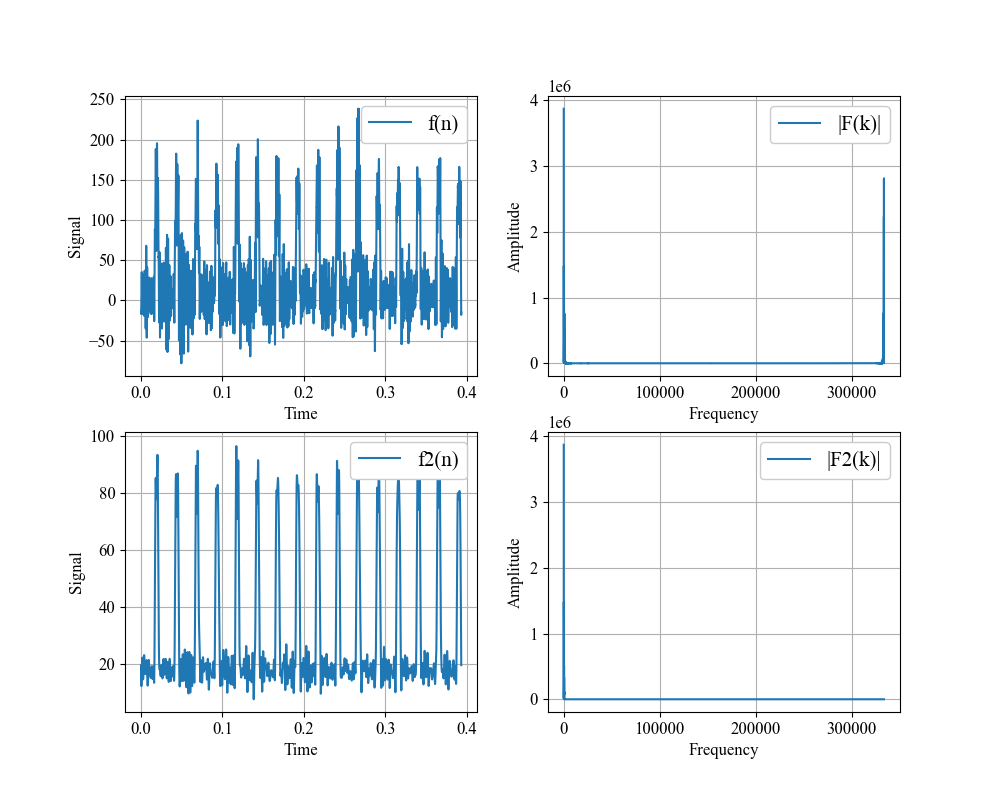 f(n)
250
200
150
100
50
0
−50
Signal
0.0 0.1 0.2 0.3 0.4
Time
1e6
|F(k)|
4
3
2
1
0
Amplitude
0 100000 200000 300000
Frequency
f2(n)
100
80
60
40
20
Signal
0.0 0.1 0.2 0.3 0.4
Time
1e6
|F2(k)|
4
3
2
1
0
Amplitude
0 100000 200000 300000
Frequency